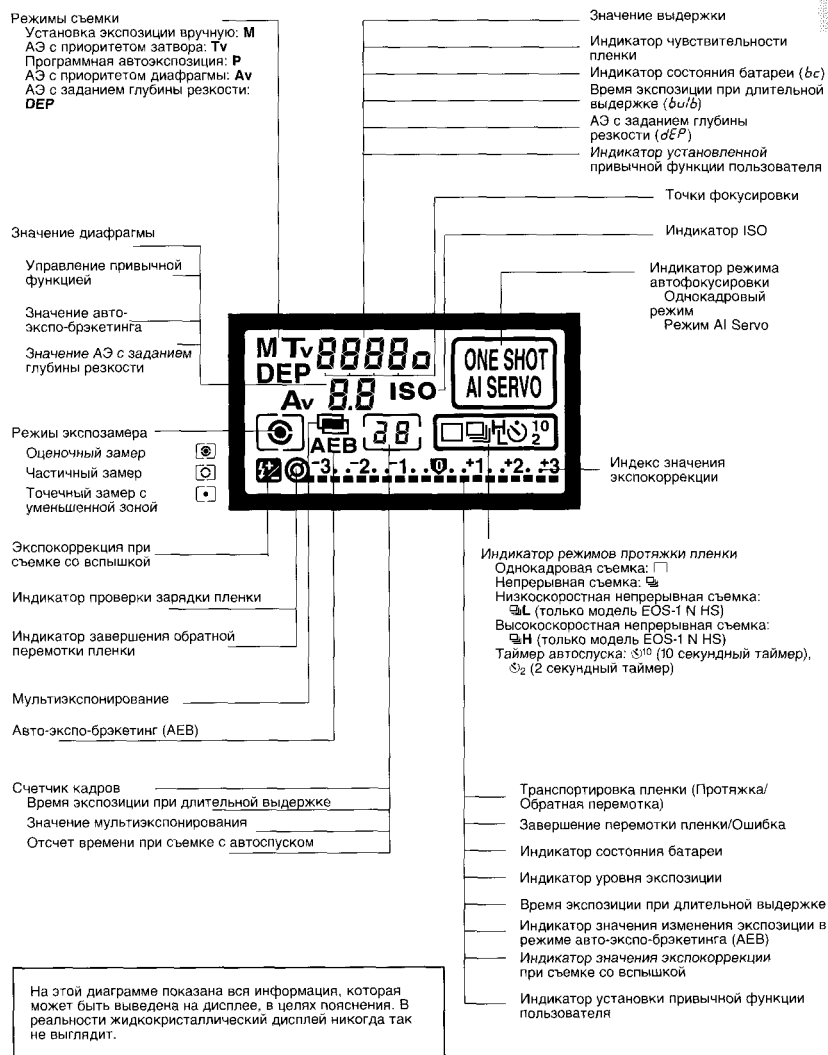 Режимы съемки
Установка экспозиции вручную: M
АЭ с приоритетом затвора: Tv
Программная автоэкспозиция: P
АЭ с приоритетом диафрагмы: Av
АЭ с заданием глубины резкости:
DEP
Значение диафрагмы
Управление привычной
функцией
Значение авто-
экспо-брэкетинга
Значение АЭ с заданием
глубины резкости
Режиы экспозамера
Оценочный замер
Частичный замер
Точечный замер с
уменьшенной зоной
Экспокоррекция при
съемке со вспышкой
Индикатор проверки зарядки пленки
Индикатор завершения обратной
перемотки пленки
Мультиэкспонирование
Авто-экспо-брэкетинг (AEB)
Счетчик кадров
Время экспозиции при длительной выдержке
Значение мультиэкспонирования
Отсчет времени при съемке с автоспуском
Значение выдержки
Индикатор чувствительности
пленки
Индикатор состояния батареи (bc)
Время экспозиции при длительной
выдержке (bulb)
АЭ с заданием глубины
резкости (dEP)
Индикатор установленной
привычной функции пользователя
Точки фокусировки
Индикатор ISO
Индикатор режима
автофокусировки
Однокадровый
режим
Режим AI Servo
M Tv 8888o
DEP
Av 8.8 ISO
ONE SHOT
AI SERVO
AEB 28
H L 10 2
-3. .-2. .-1. .0. .+1. .+2. .+3
Индекс значения
экспокоррекции
Индикатор режимов протяжки пленки
Однокадровая съемка:
Непрерывная съемка:
Низкоскоростная непрерывная съемка:
L (только модель EOS-1 N HS)
Высокоскоростная непрерывная съемка:
H (только модель EOS-1 N HS)
Таймер автоспуска: 10 (10 секундный таймер),
2 (2 секундный таймер)
Транспортировка пленки (Протяжка/
Обратная перемотка)
Завершение перемотки пленки/Ошибка
Индикатор состояния батареи
Индикатор уровня экспозиции
Время экспозиции при длительной выдержке
Индикатор значения изменения экспозиции в
режиме авто-экспо-брэкетинга (AEB)
Индикатор значения экспокоррекции
при съемке со вспышкой
Индикатор установки привычной функции
пользователя
На этой диаграмме показана вся информация, которая
может быть выведена на дисплее, в целях пояснения. В
реальности жидкокристаллический дисплей никогда так
не выглядит.